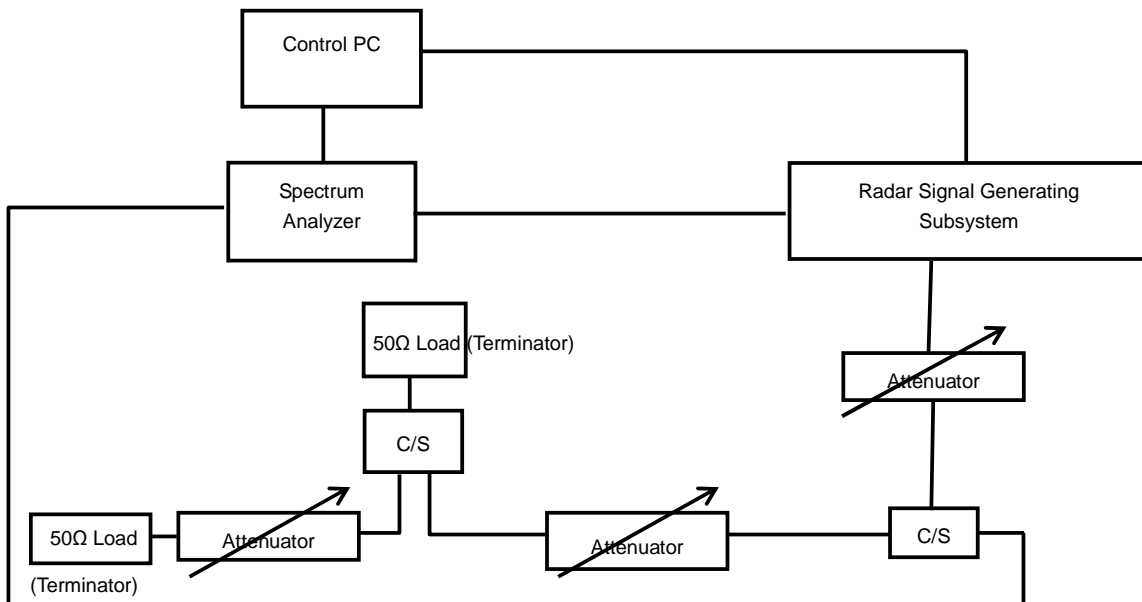 Control PC
Spectrum
Analyzer
Radar Signal Generating
Subsystem
50Ω Load (Terminator)
Attenuator
C/S
50Ω Load
(Terminator)
Attenuator
Attenuator
C/S